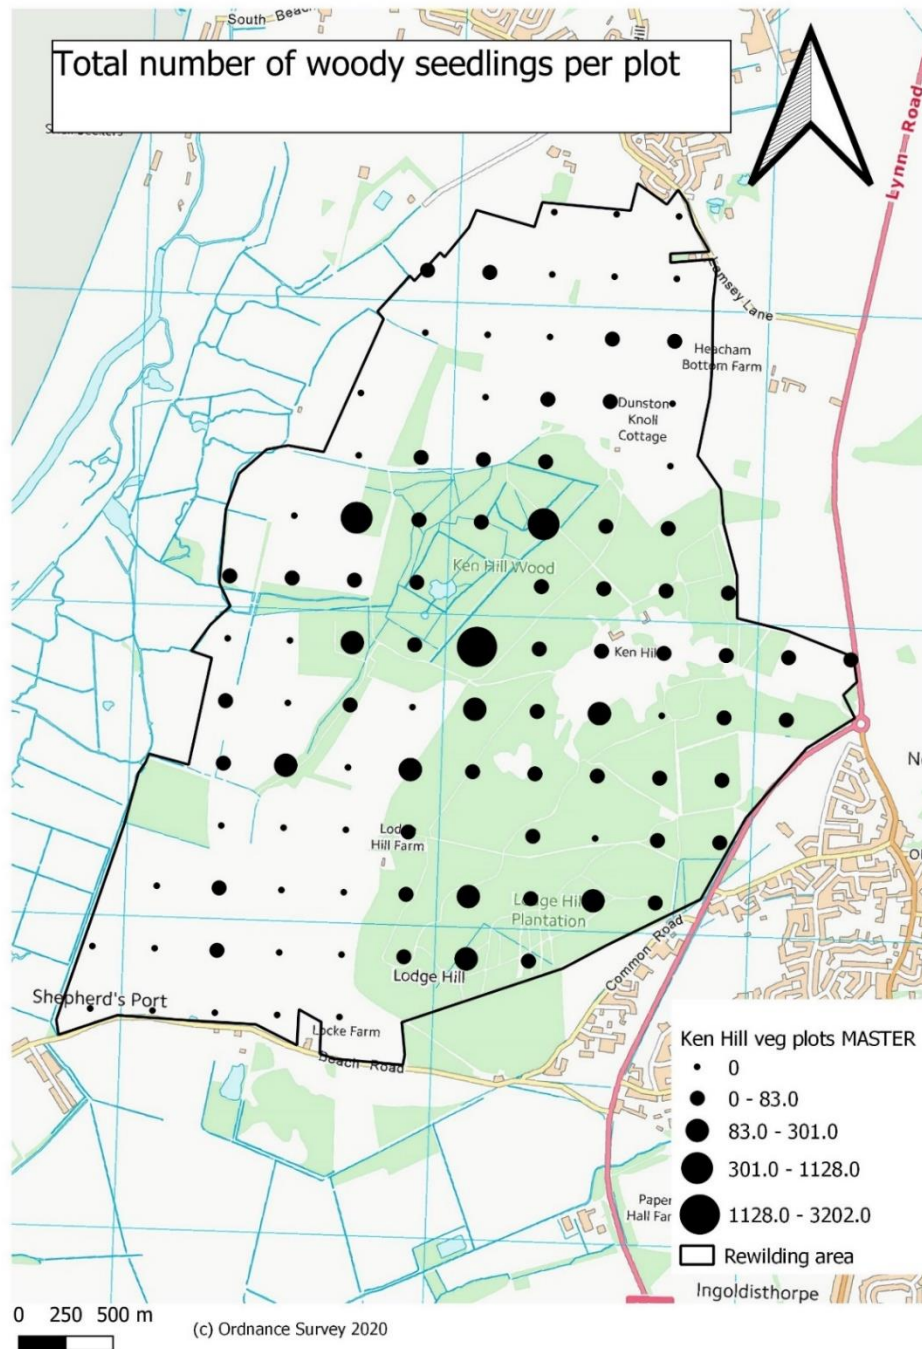 South Beach
Total number of woody seedlings per plot
Lynn Road
Lamsey Lane
Heacham
Bottom Farm
Dunston
Knoll
Cottage
Ken Hill Wood
Ken Hill
Lodge
Hill Farm
Lodge Hill
Plantation
Common Road
Lodge Hill
Shepherd's Port
Locke Farm
Beach Road
Ken Hill veg plots MASTER
0
0 - 83.0
83.0 - 301.0
301.0 - 1128.0
1128.0 - 3202.0
Rewilding area
Ingoldisthorpe
0 250 500 m
(c) Ordnance Survey 2020